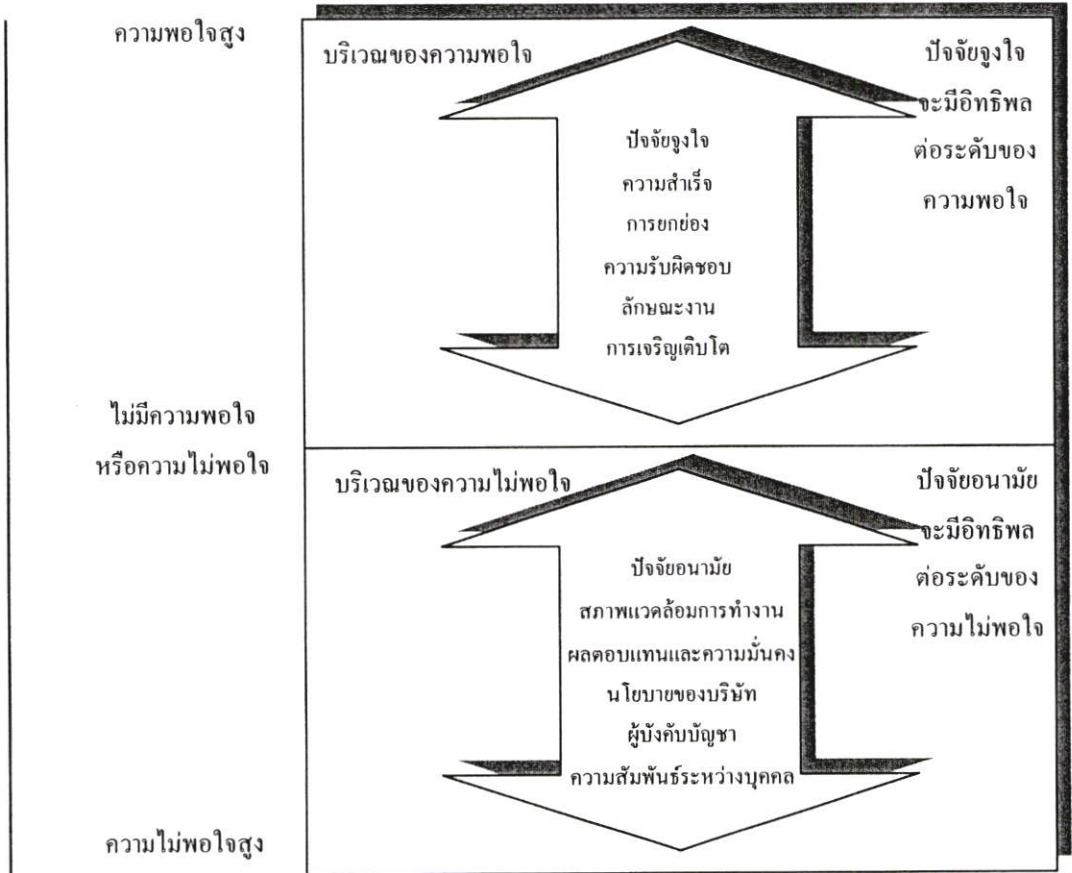 ความพอใจสูง
บริเวณของความพอใจ
ปัจจัยจูงใจ
จะมีอิทธิพล
ต่อระดับของ
ความพอใจ
ปัจจัยจูงใจ
ความสำเร็จ
การยกย่อง
ความรับผิดชอบ
ลักษณะงาน
การเจริญเติบโต
ไม่มีความพอใจ
หรือความไม่พอใจ
บริเวณของความไม่พอใจ
ปัจจัยอนามัย
จะมีอิทธิพล
ต่อระดับของ
ความไม่พอใจ
ปัจจัยอนามัย
สภาพแวดล้อมการทำงาน
ผลตอบแทนและความมั่นคง
นโยบายของบริษัท
ผู้บังคับบัญชา
ความสัมพันธ์ระหว่างบุคคล
ความไม่พอใจสูง